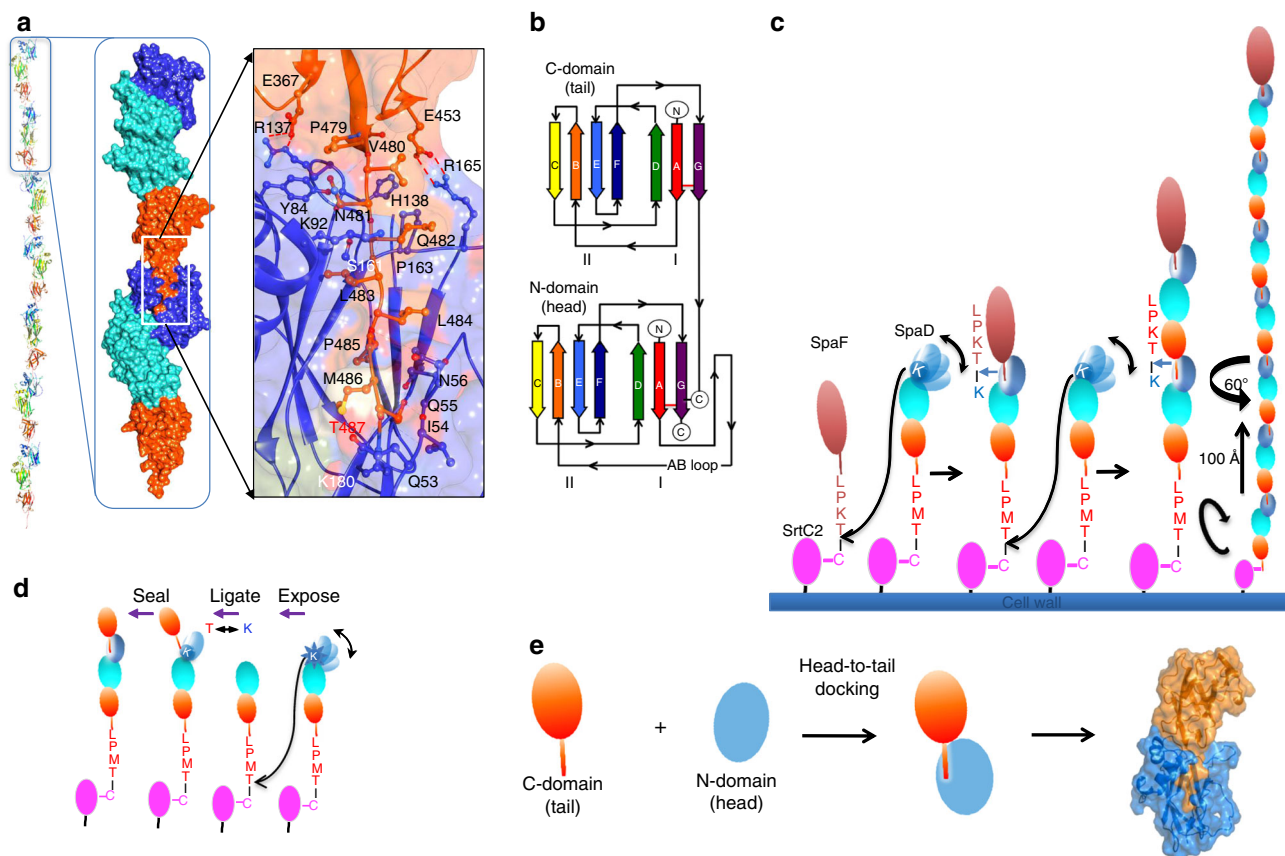 a
E367
E453
R137
P479
V480
R165
Y84
N481
H138
K92
Q482
S161
P163
L483
L484
P485
M486
N56
Q55
T487
I54
K180
Q53
b
C-domain
(tail)
N
C
B
E
F
D
A
G
II
I
N-domain
(head)
N
C
B
E
F
D
A
G
C
C
AB loop
II
I
c
SpaF
SpaD
K
L
P
K
T
K
K
L
P
K
T
K
60°
100 Å
L
P
K
T
L
P
M
T
L
P
M
T
L
P
M
T
L
P
M
T
SrtC2
C
C
C
Cell wall
d
Seal
Ligate
Expose
T
K
K
K
L
P
M
T
L
P
M
T
L
P
M
T
L
P
M
T
C
C
e
C-domain
(tail)
+
N-domain
(head)
Head-to-tail
docking